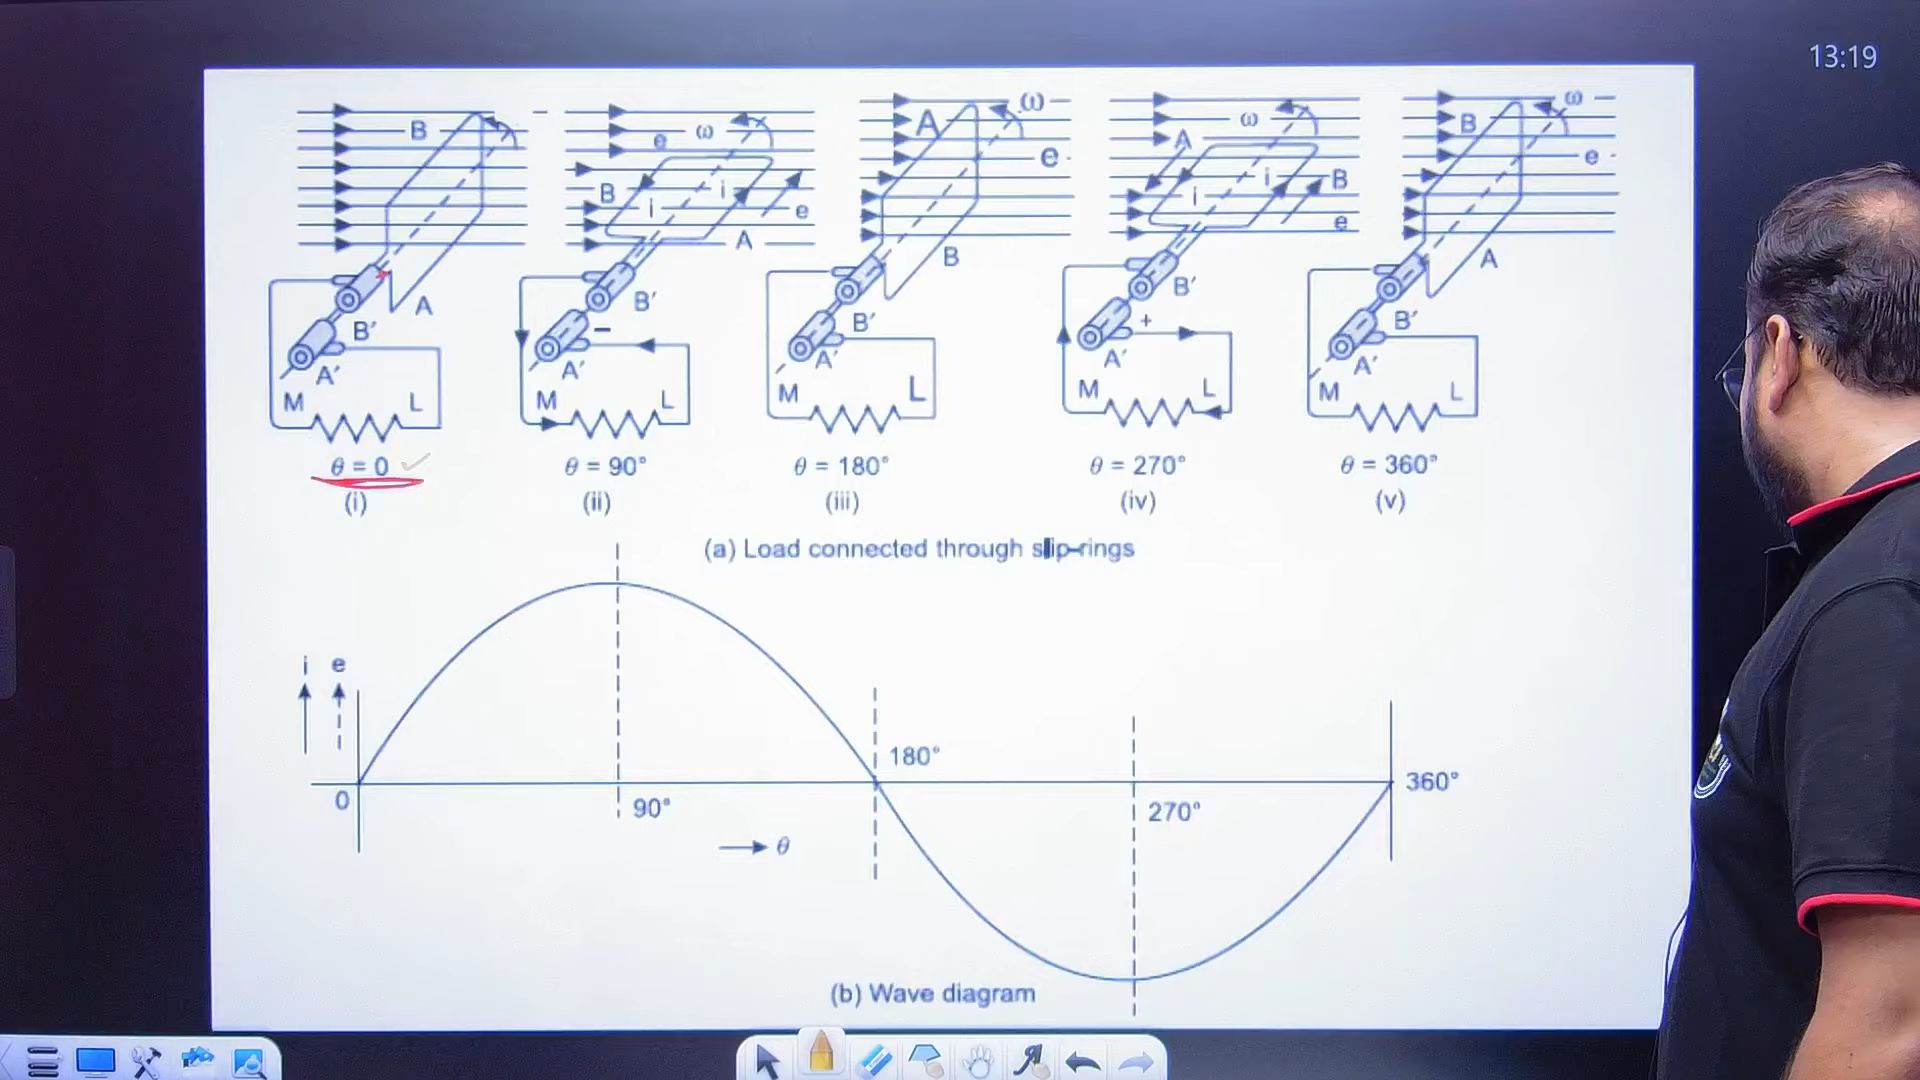 13:19
B
A
B'
A'
M
L
θ = 0
(i)
e
ω
B
i
i
e
A
B'
−
A'
M
L
θ = 90°
(ii)
ω
A
e
B
B'
A'
M
L
θ = 180°
(iii)
ω
A
i
i
B
e
B'
+
A'
M
L
θ = 270°
(iv)
ω
B
e
A
B'
A'
M
L
θ = 360°
(v)
(a) Load connected through slip-rings
i e
0
90°
180°
270°
360°
θ
(b) Wave diagram